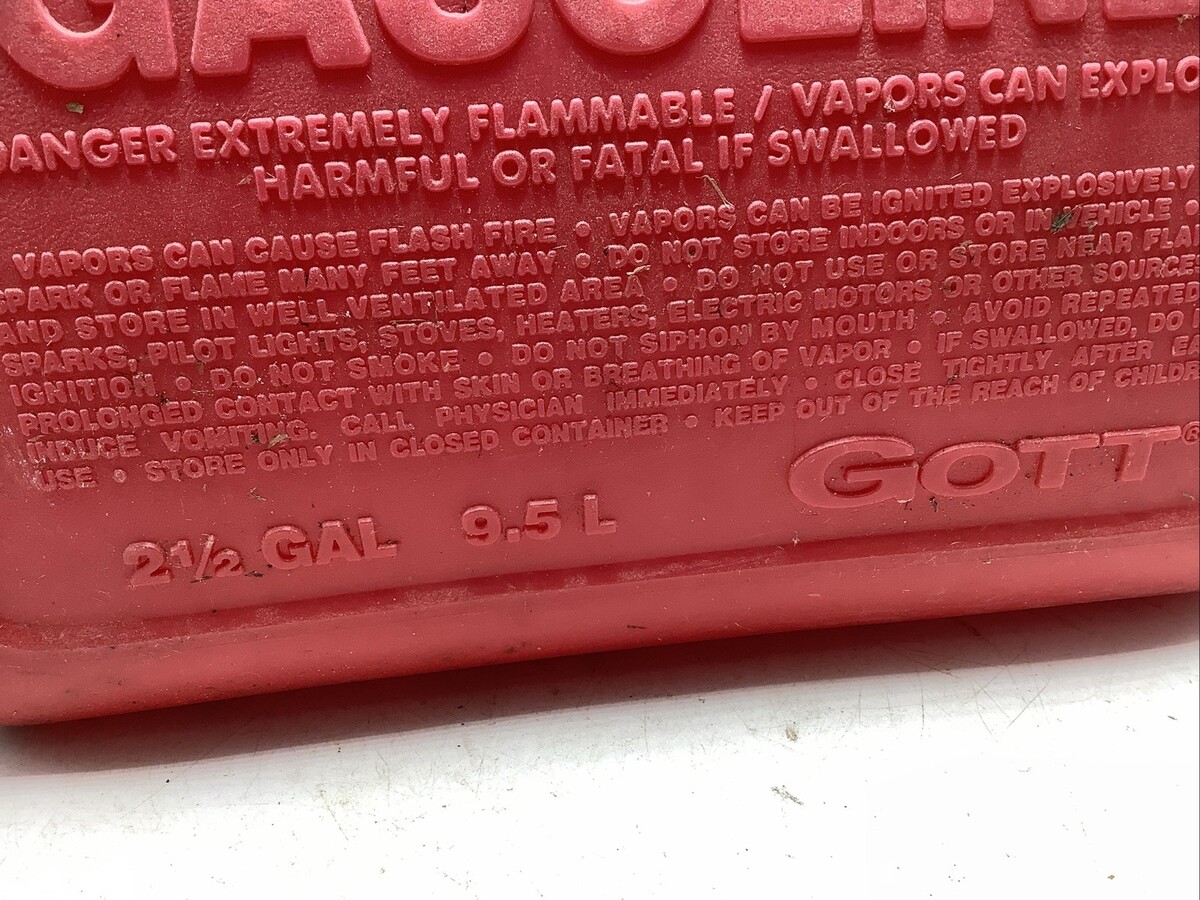 GASOLINE
DANGER EXTREMELY FLAMMABLE / VAPORS CAN EXPLO
HARMFUL OR FATAL IF SWALLOWED
VAPORS CAN CAUSE FLASH FIRE • VAPORS CAN BE IGNITED EXPLOSIVELY
SPARK OR FLAME MANY FEET AWAY • DO NOT STORE INDOORS OR IN VEHICLE •
AND STORE IN WELL VENTILATED AREA • DO NOT USE OR STORE NEAR FLA
SPARKS, PILOT LIGHTS, STOVES, HEATERS, ELECTRIC MOTORS OR OTHER SOURCE
IGNITION • DO NOT SMOKE • DO NOT SIPHON BY MOUTH • AVOID REPEATED
PROLONGED CONTACT WITH SKIN OR BREATHING OF VAPOR • IF SWALLOWED, DO
INDUCE VOMITING. CALL PHYSICIAN IMMEDIATELY • CLOSE TIGHTLY AFTER EA
USE • STORE ONLY IN CLOSED CONTAINER • KEEP OUT OF THE REACH OF CHILDR
GOTT®
2½ GAL 9.5 L